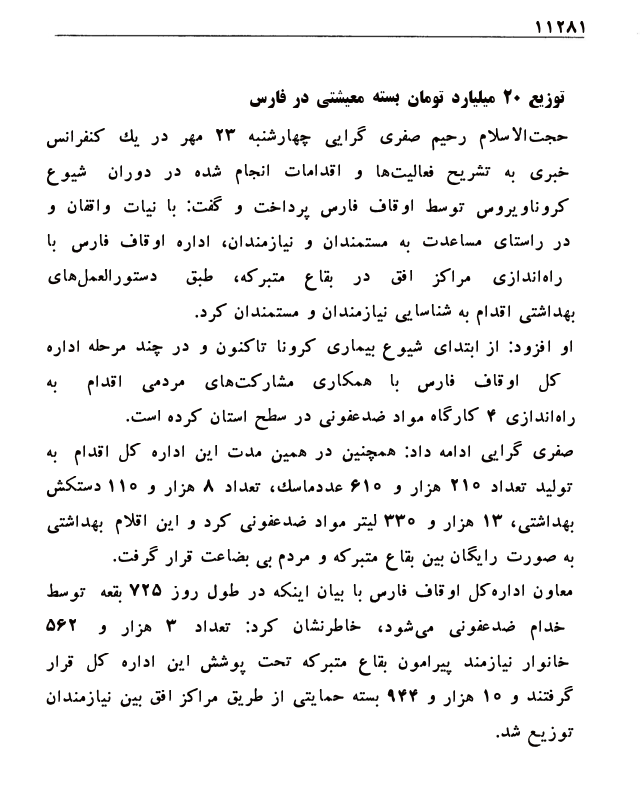 ۱۱۲۸۱
توزیع ۲۰ میلیارد تومان بسته معیشتی در فارس
حجت‌الاسلام رحیم صفری گرایی چهارشنبه ۲۳ مهر در یك کنفرانس
خبری به تشریح فعالیت‌ها و اقدامات انجام شده در دوران شیوع
کروناویروس توسط اوقاف فارس پرداخت و گفت: با نیات واقفان و
در راستای مساعدت به مستمندان و نیازمندان، اداره اوقاف فارس با
راه‌اندازی مراکز افق در بقاع متبرکه، طبق دستورالعمل‌های
بهداشتی اقدام به شناسایی نیازمندان و مستمندان کرد.
او افزود: از ابتدای شیوع بیماری کرونا تاکنون و در چند مرحله اداره
کل اوقاف فارس با همکاری مشارکت‌های مردمی اقدام به
راه‌اندازی ۴ کارگاه مواد ضدعفونی در سطح استان کرده است.
صفری گرایی ادامه داد: همچنین در همین مدت این اداره کل اقدام به
تولید تعداد ۲۱۰ هزار و ۶۱۰ عددماسك، تعداد ۸ هزار و ۱۱۰ دستکش
بهداشتی، ۱۳ هزار و ۳۳۰ لیتر مواد ضدعفونی کرد و این اقلام بهداشتی
به صورت رایگان بین بقاع متبرکه و مردم بی بضاعت قرار گرفت.
معاون اداره‌کل اوقاف فارس با بیان اینکه در طول روز ۷۲۵ بقعه توسط
خدام ضدعفونی می‌شود، خاطرنشان کرد: تعداد ۳ هزار و ۵۶۲
خانوار نیازمند پیرامون بقاع متبرکه تحت پوشش این اداره کل قرار
گرفتند و ۱۰ هزار و ۹۴۴ بسته حمایتی از طریق مراکز افق بین نیازمندان
توزیع شد.